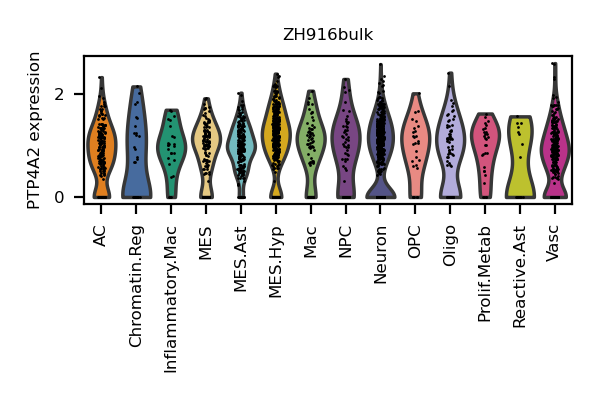 ZH916bulk
PTP4A2 expression
2
0
AC
Chromatin.Reg
Inflammatory.Mac
MES
MES.Ast
MES.Hyp
Mac
NPC
Neuron
OPC
Oligo
Prolif.Metab
Reactive.Ast
Vasc